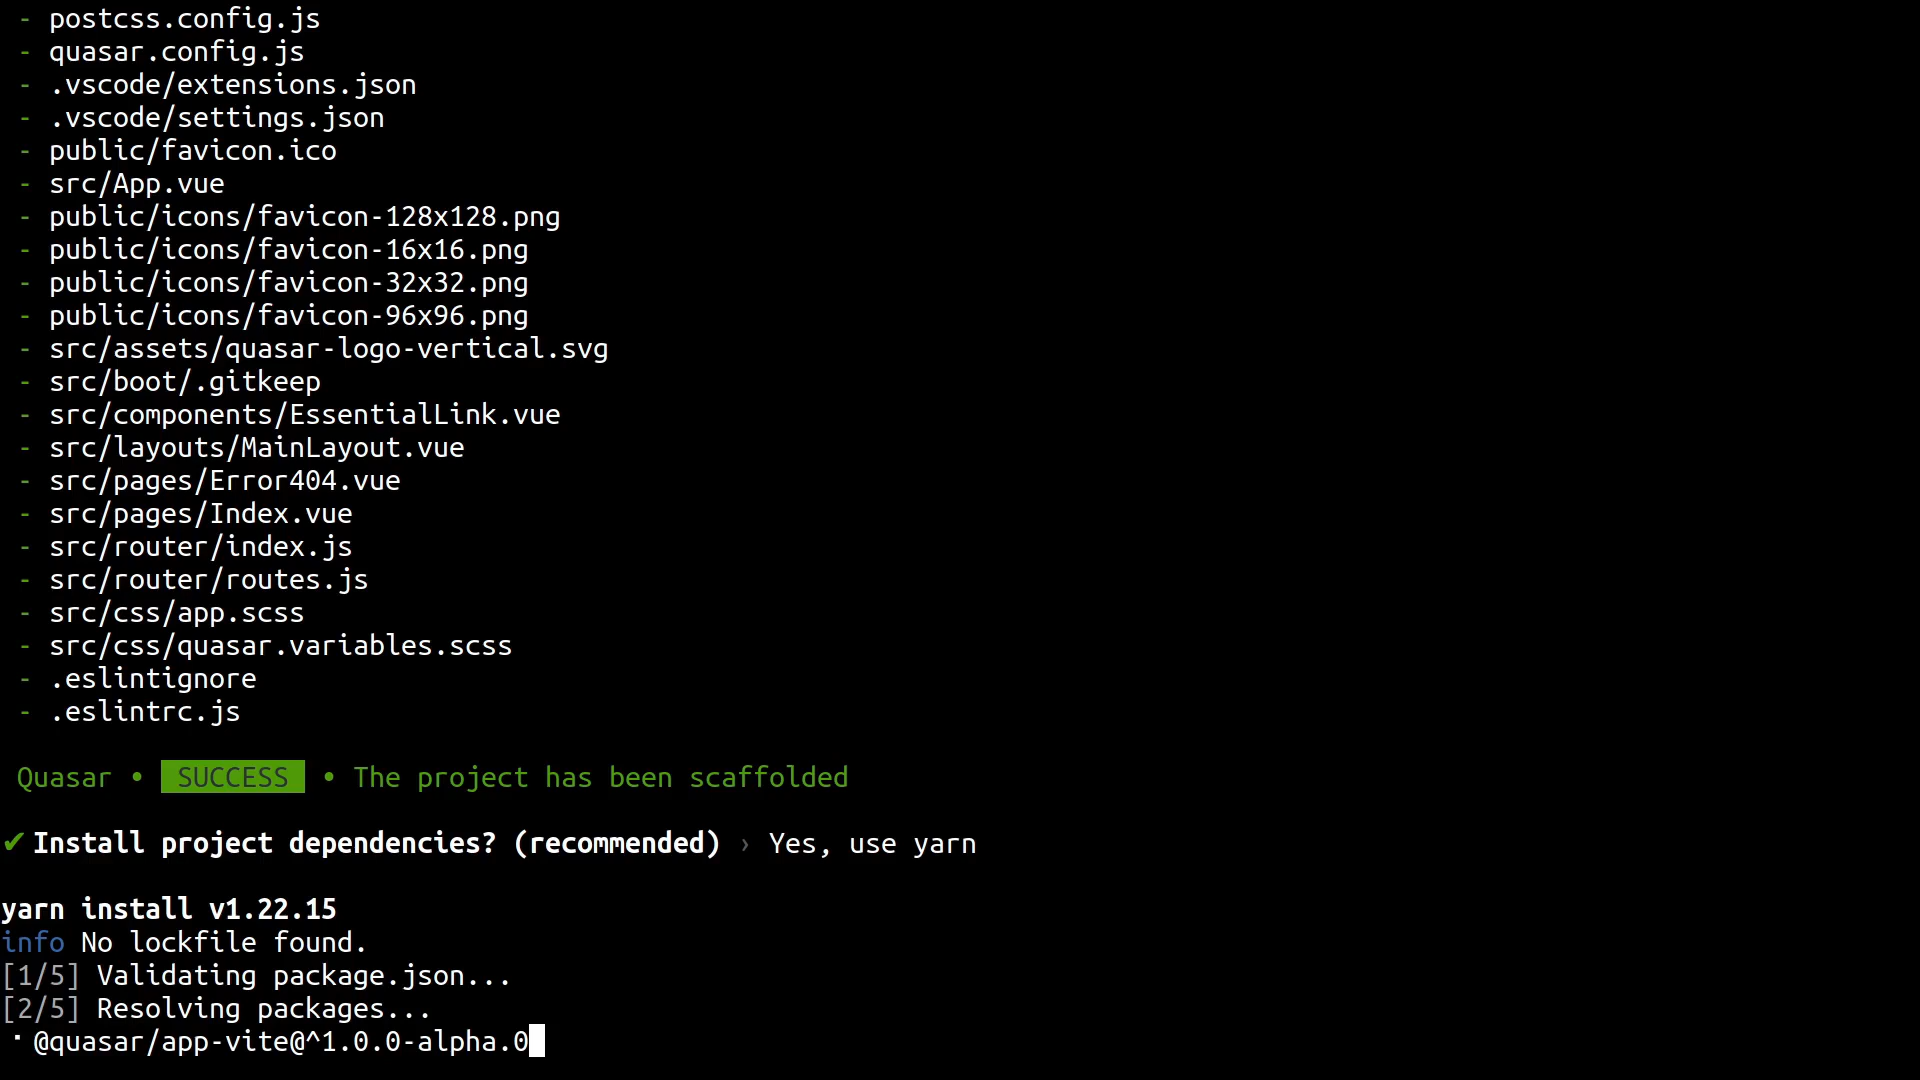 - postcss.config.js
- quasar.config.js
- .vscode/extensions.json
- .vscode/settings.json
- public/favicon.ico
- src/App.vue
- public/icons/favicon-128x128.png
- public/icons/favicon-16x16.png
- public/icons/favicon-32x32.png
- public/icons/favicon-96x96.png
- src/assets/quasar-logo-vertical.svg
- src/boot/.gitkeep
- src/components/EssentialLink.vue
- src/layouts/MainLayout.vue
- src/pages/Error404.vue
- src/pages/Index.vue
- src/router/index.js
- src/router/routes.js
- src/css/app.scss
- src/css/quasar.variables.scss
- .eslintignore
- .eslintrc.js
Quasar • SUCCESS • The project has been scaffolded
✔ Install project dependencies? (recommended) › Yes, use yarn
yarn install v1.22.15
info No lockfile found.
[1/5] Validating package.json...
[2/5] Resolving packages...
⠂ @quasar/app-vite@^1.0.0-alpha.0